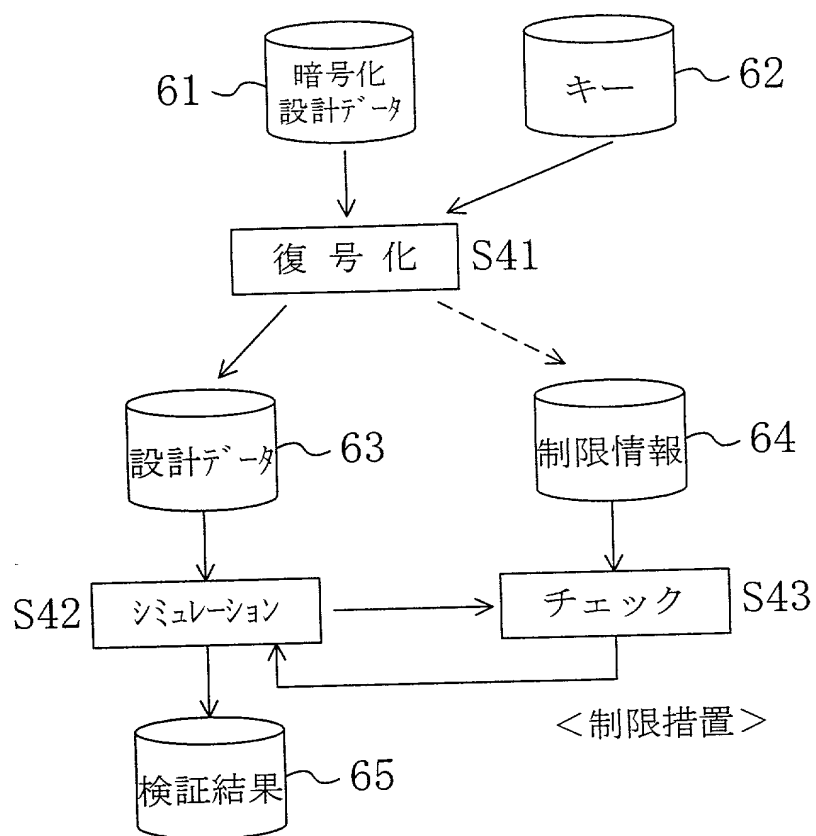 61
暗号化
設計データ
キー
62
復号化
S41
設計データ
63
制限情報
64
S42
シミュレーション
チェック
S43
＜制限措置＞
検証結果
65